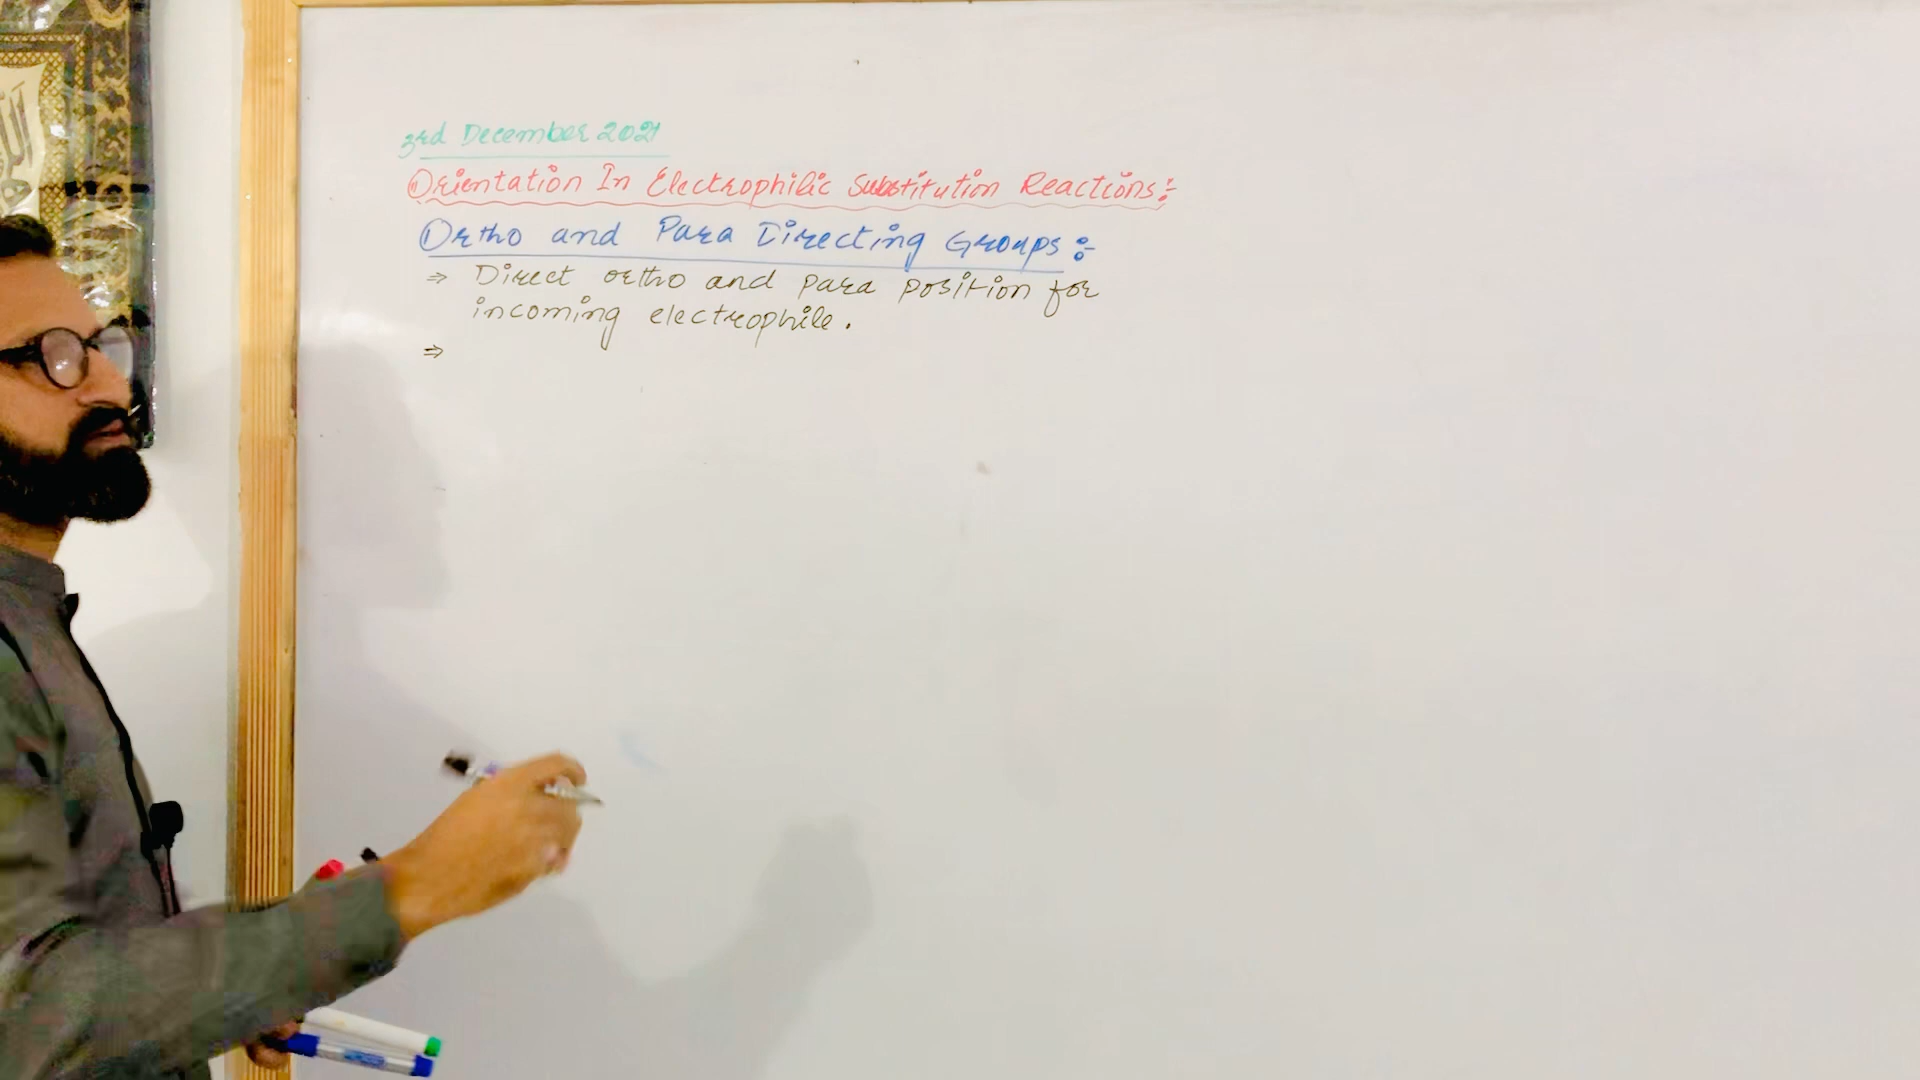 3rd December 2021
Orientation In Electrophilic Substitution Reactions:-
Ortho and Para Directing Groups:-
⇒ Direct ortho and para position for
incoming electrophile.
⇒